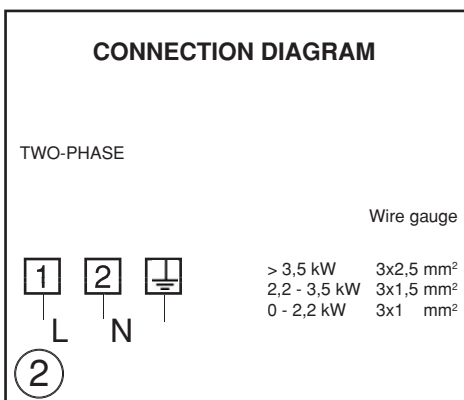 CONNECTION DIAGRAM
TWO-PHASE
Wire gauge
> 3,5 kW 3x2,5 mm²
2,2 - 3,5 kW 3x1,5 mm²
0 - 2,2 kW 3x1 mm²
1 2
L N
2